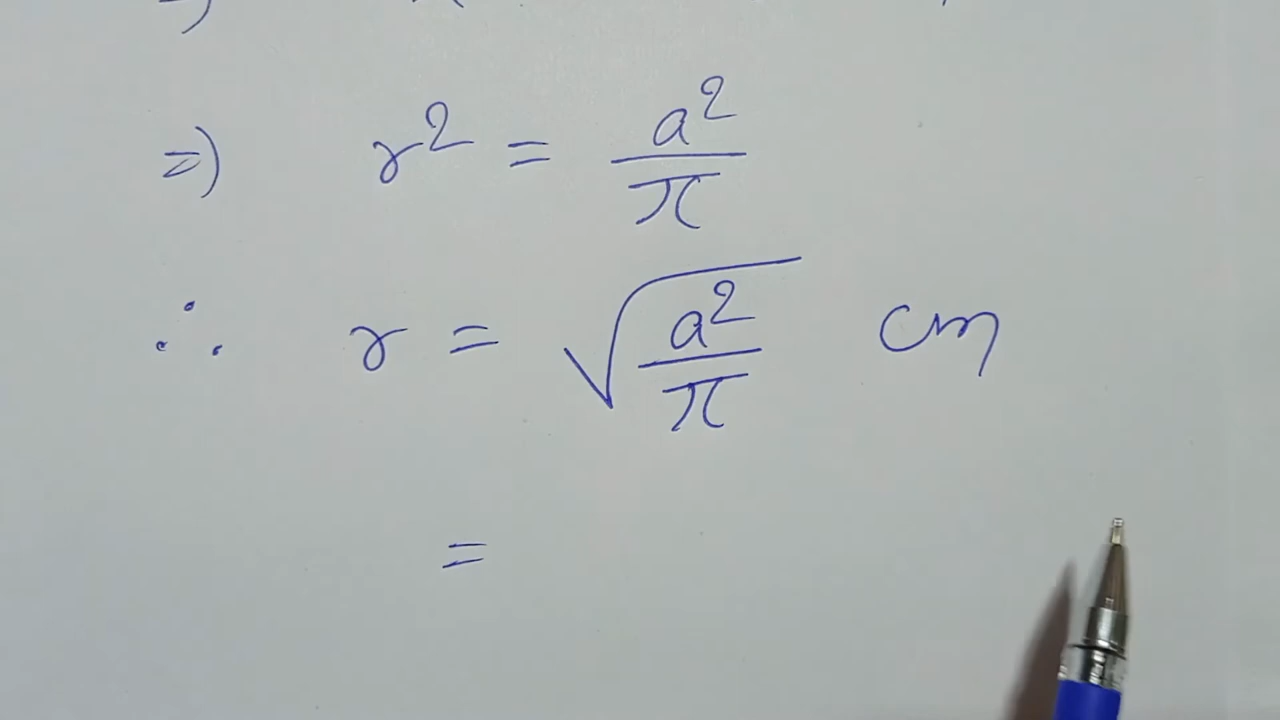 ⇒) r² = a²/π
∴ r = √(a²/π) cm
=